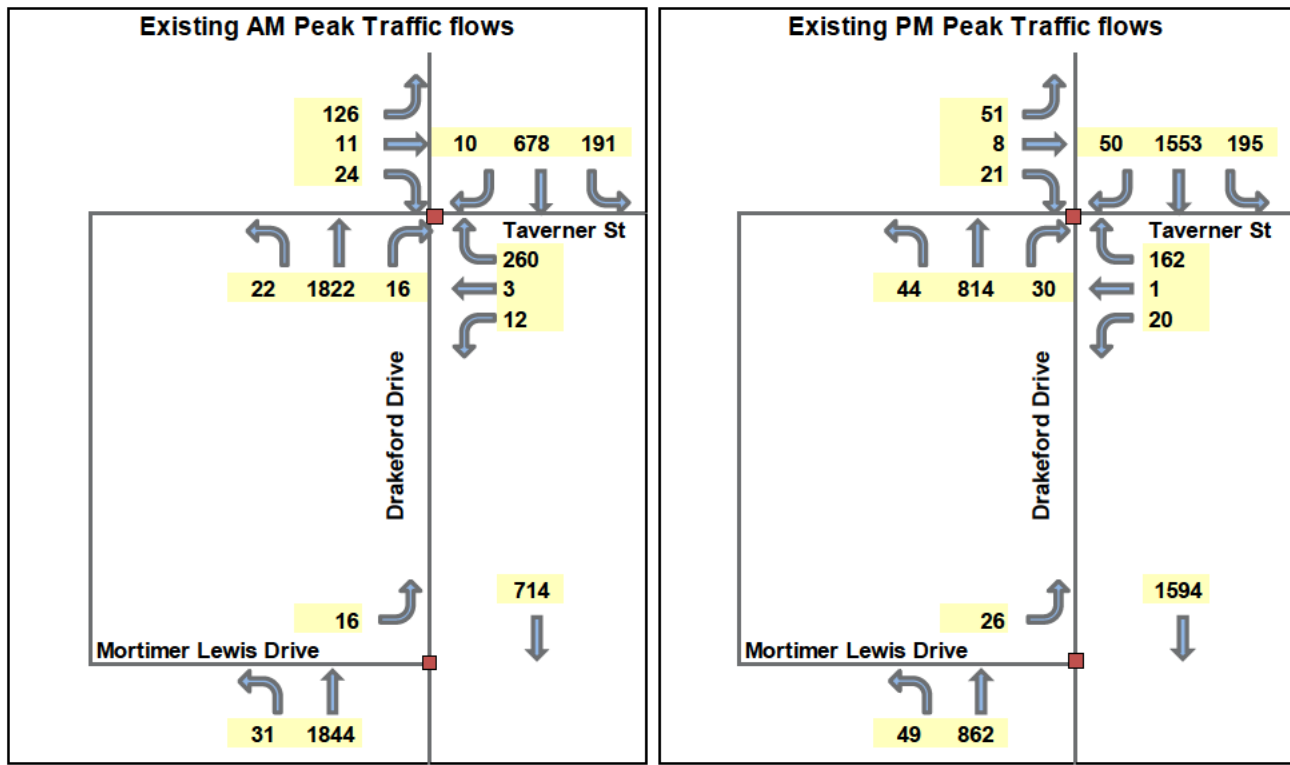 Existing AM Peak Traffic flows
126
11
24
10 678 191
Taverner St
260
3
12
22 1822 16
Drakeford Drive
714
16
Mortimer Lewis Drive
31 1844
Existing PM Peak Traffic flows
51
8
21
50 1553 195
Taverner St
162
1
20
44 814 30
Drakeford Drive
1594
26
Mortimer Lewis Drive
49 862